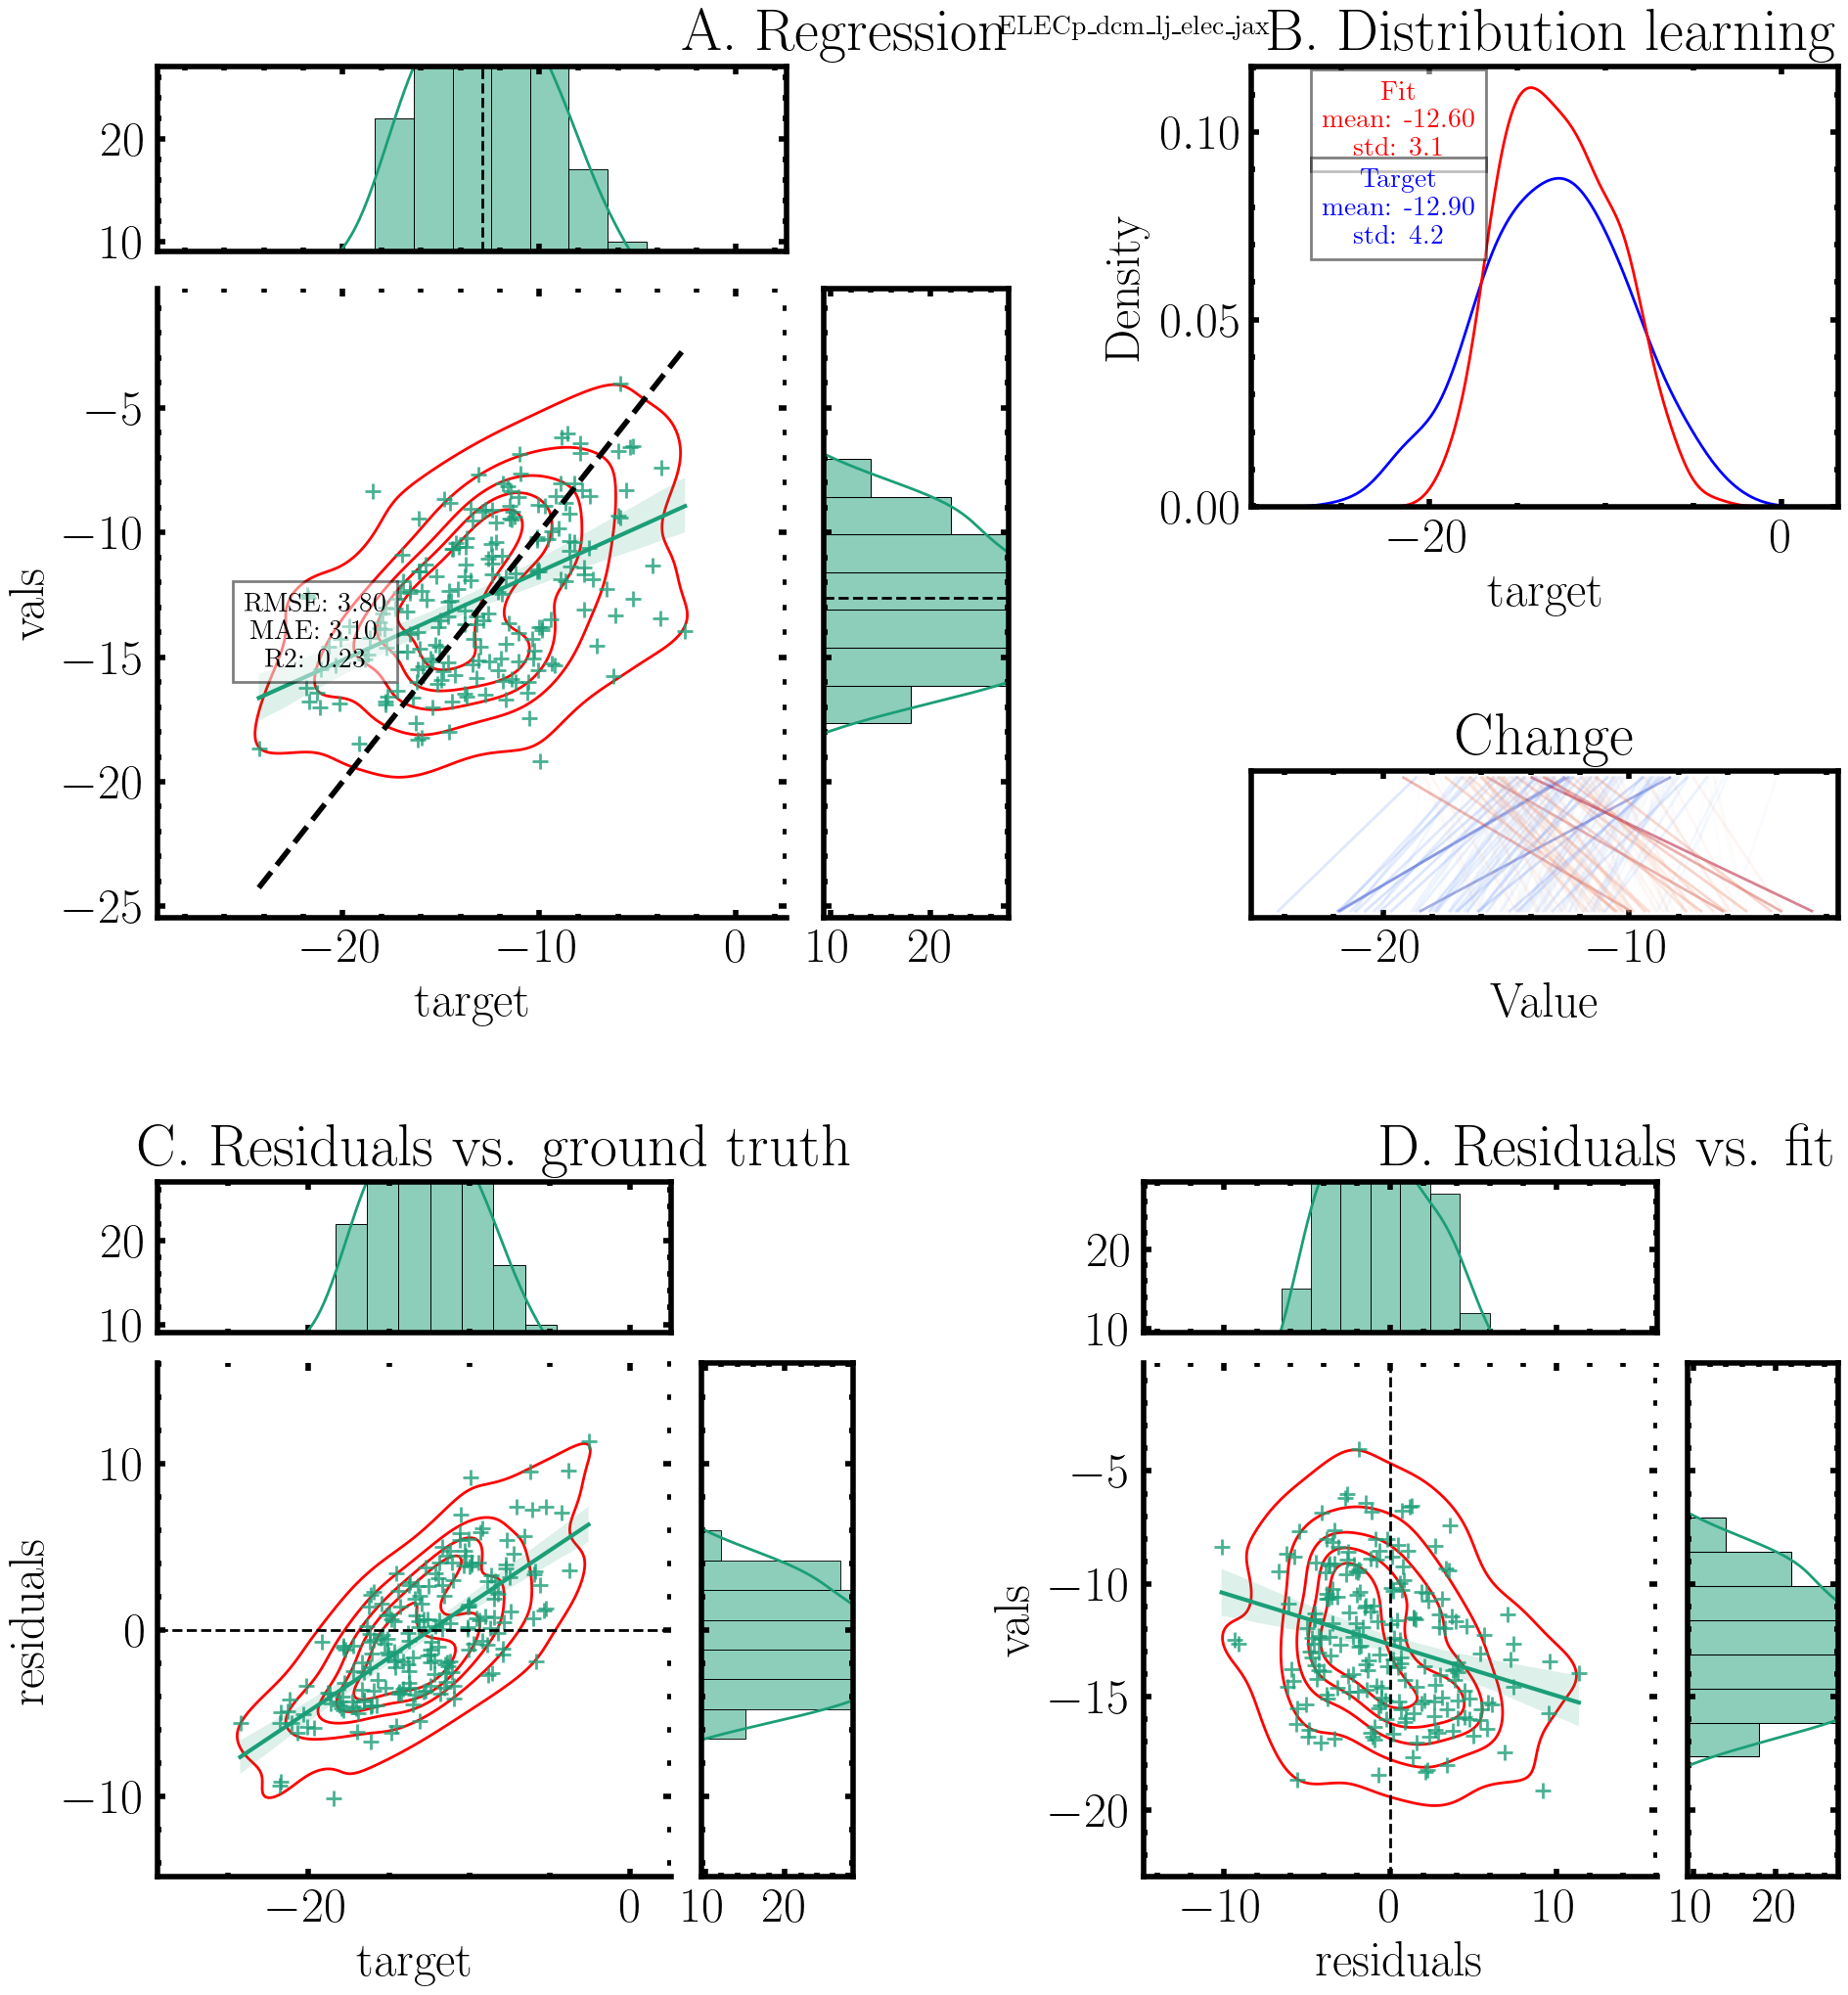 A. Regression
ELECp_dcm_lj_elec_jax
B. Distribution learning
20
10
−5
−10
−15
−20
−25
vals
RMSE: 3.80
MAE: 3.10
R2: 0.23
−20
−10
0
target
10
20
Fit
mean: -12.60
std: 3.1
Target
mean: -12.90
std: 4.2
0.10
0.05
0.00
Density
−20
0
target
Change
−20
−10
Value
C. Residuals vs. ground truth
20
10
10
0
−10
residuals
−20
0
target
10
20
D. Residuals vs. fit
20
10
−5
−10
−15
−20
vals
−10
0
10
residuals
10
20